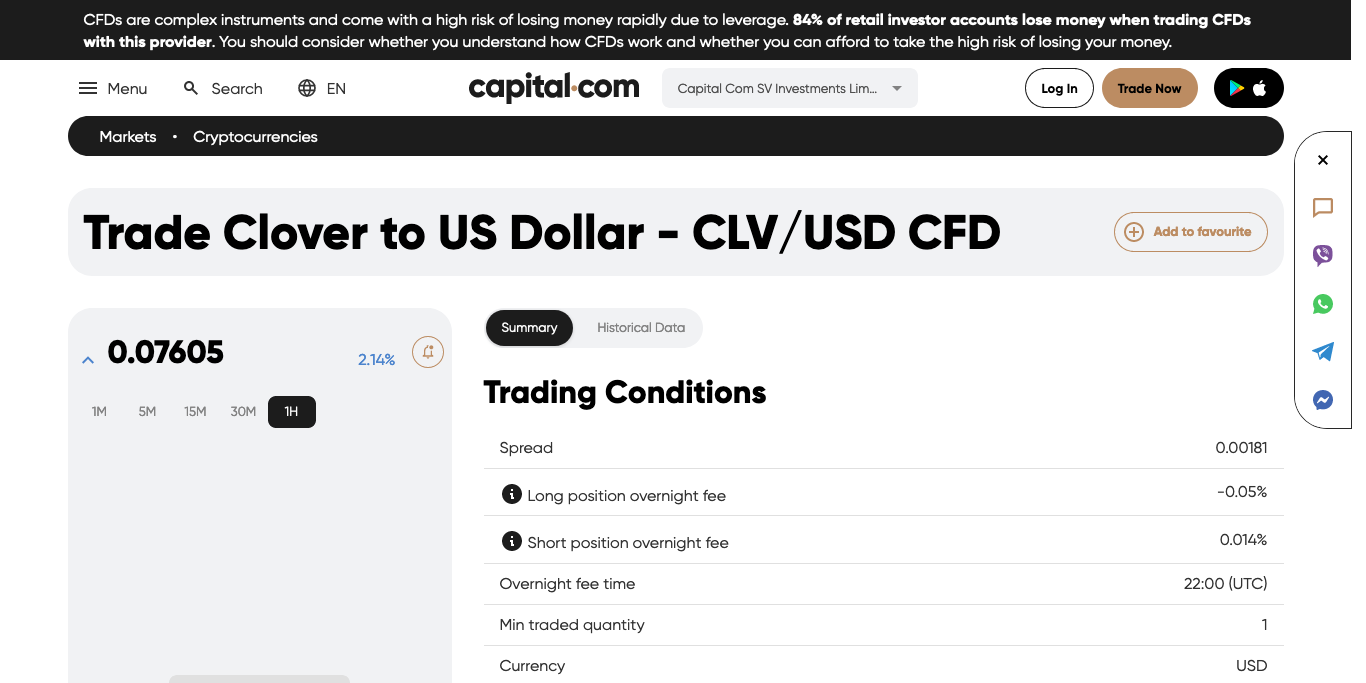 CFDs are complex instruments and come with a high risk of losing money rapidly due to leverage. 84% of retail investor accounts lose money when trading CFDs
with this provider. You should consider whether you understand how CFDs work and whether you can afford to take the high risk of losing your money.
Menu Search EN capital.com Capital Com SV Investments Lim... Log In Trade Now
Markets • Cryptocurrencies
Trade Clover to US Dollar - CLV/USD CFD
Add to favourite
0.07605 2.14%
1M 5M 15M 30M 1H
Summary Historical Data
Trading Conditions
Spread 0.00181
Long position overnight fee -0.05%
Short position overnight fee 0.014%
Overnight fee time 22:00 (UTC)
Min traded quantity 1
Currency USD